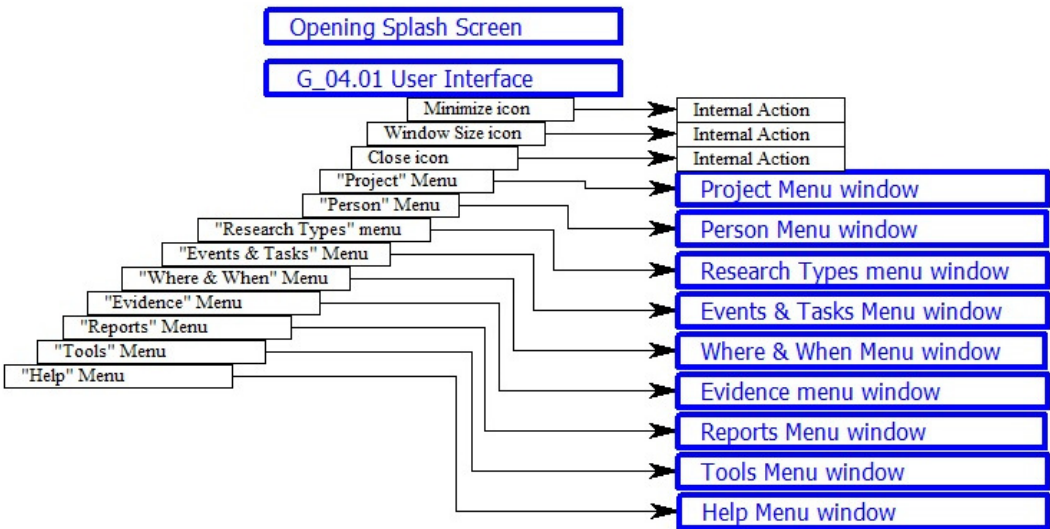 Opening Splash Screen
G_04.01 User Interface
Minimize icon
Internal Action
Window Size icon
Internal Action
Close icon
Internal Action
"Project" Menu
Project Menu window
"Person" Menu
Person Menu window
"Research Types" menu
Research Types menu window
"Events & Tasks" Menu
Events & Tasks Menu window
"Where & When" Menu
Where & When Menu window
"Evidence" Menu
Evidence menu window
"Reports" Menu
Reports Menu window
"Tools" Menu
Tools Menu window
"Help" Menu
Help Menu window